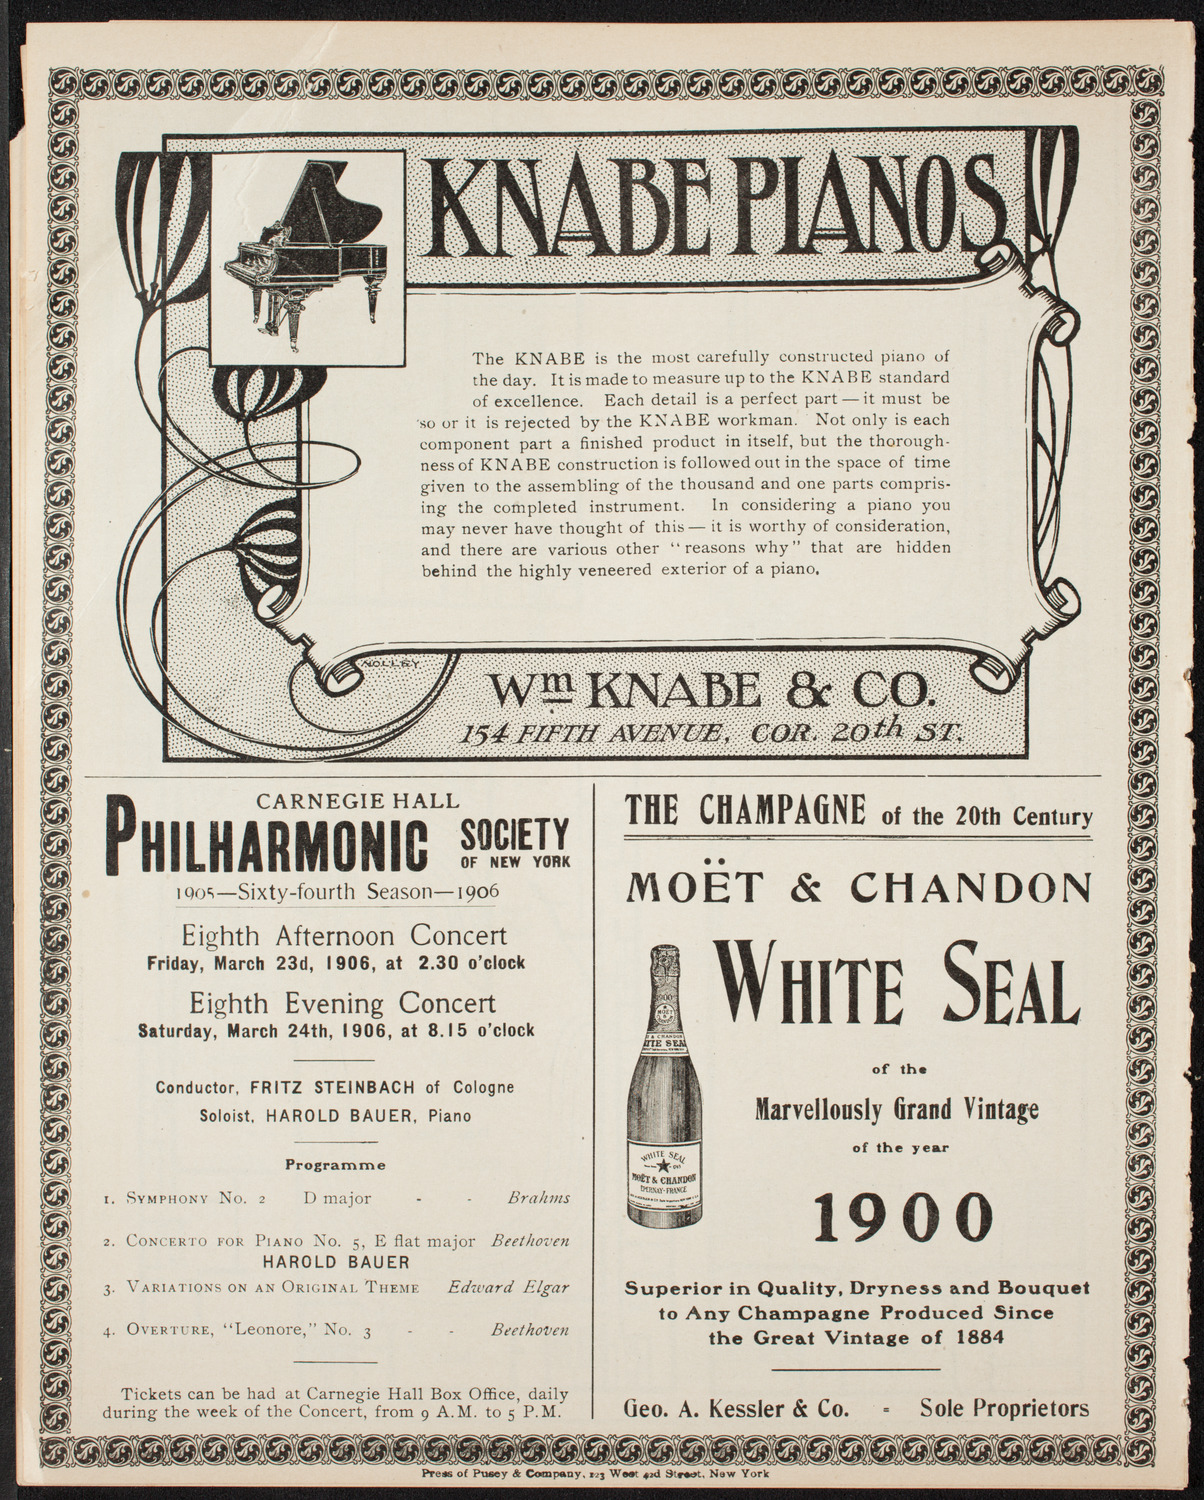 KNABE PIANOS
The KNABE is the most carefully constructed piano of
the day. It is made to measure up to the KNABE standard
of excellence. Each detail is a perfect part — it must be
so or it is rejected by the KNABE workman. Not only is each
component part a finished product in itself, but the thorough-
ness of KNABE construction is followed out in the space of time
given to the assembling of the thousand and one parts compris-
ing the completed instrument. In considering a piano you
may never have thought of this — it is worthy of consideration,
and there are various other "reasons why" that are hidden
behind the highly veneered exterior of a piano.
NOLLEY
Wm KNABE & CO.
154 FIFTH AVENUE, COR. 20th ST.
CARNEGIE HALL
PHILHARMONIC SOCIETY
OF NEW YORK
1905—Sixty-fourth Season—1906
Eighth Afternoon Concert
Friday, March 23d, 1906, at 2.30 o'clock
Eighth Evening Concert
Saturday, March 24th, 1906, at 8.15 o'clock
Conductor, FRITZ STEINBACH of Cologne
Soloist, HAROLD BAUER, Piano
Programme
1. SYMPHONY NO. 2 D major - - Brahms
2. CONCERTO FOR PIANO NO. 5, E flat major Beethoven
HAROLD BAUER
3. VARIATIONS ON AN ORIGINAL THEME Edward Elgar
4. OVERTURE, "Leonore," No. 3 - - Beethoven
Tickets can be had at Carnegie Hall Box Office, daily
during the week of the Concert, from 9 A.M. to 5 P.M.
THE CHAMPAGNE of the 20th Century
MOËT & CHANDON
WHITE SEAL
1900
MOËT
& CHANDON
ITE SEA
WHITE SEAL
MOËT & CHANDON
EPERNAY-FRANCE
of the
Marvellously Grand Vintage
of the year
1900
Superior in Quality, Dryness and Bouquet
to Any Champagne Produced Since
the Great Vintage of 1884
Geo. A. Kessler & Co. - Sole Proprietors
Press of Pusey & Company, 123 West 42d Street, New York